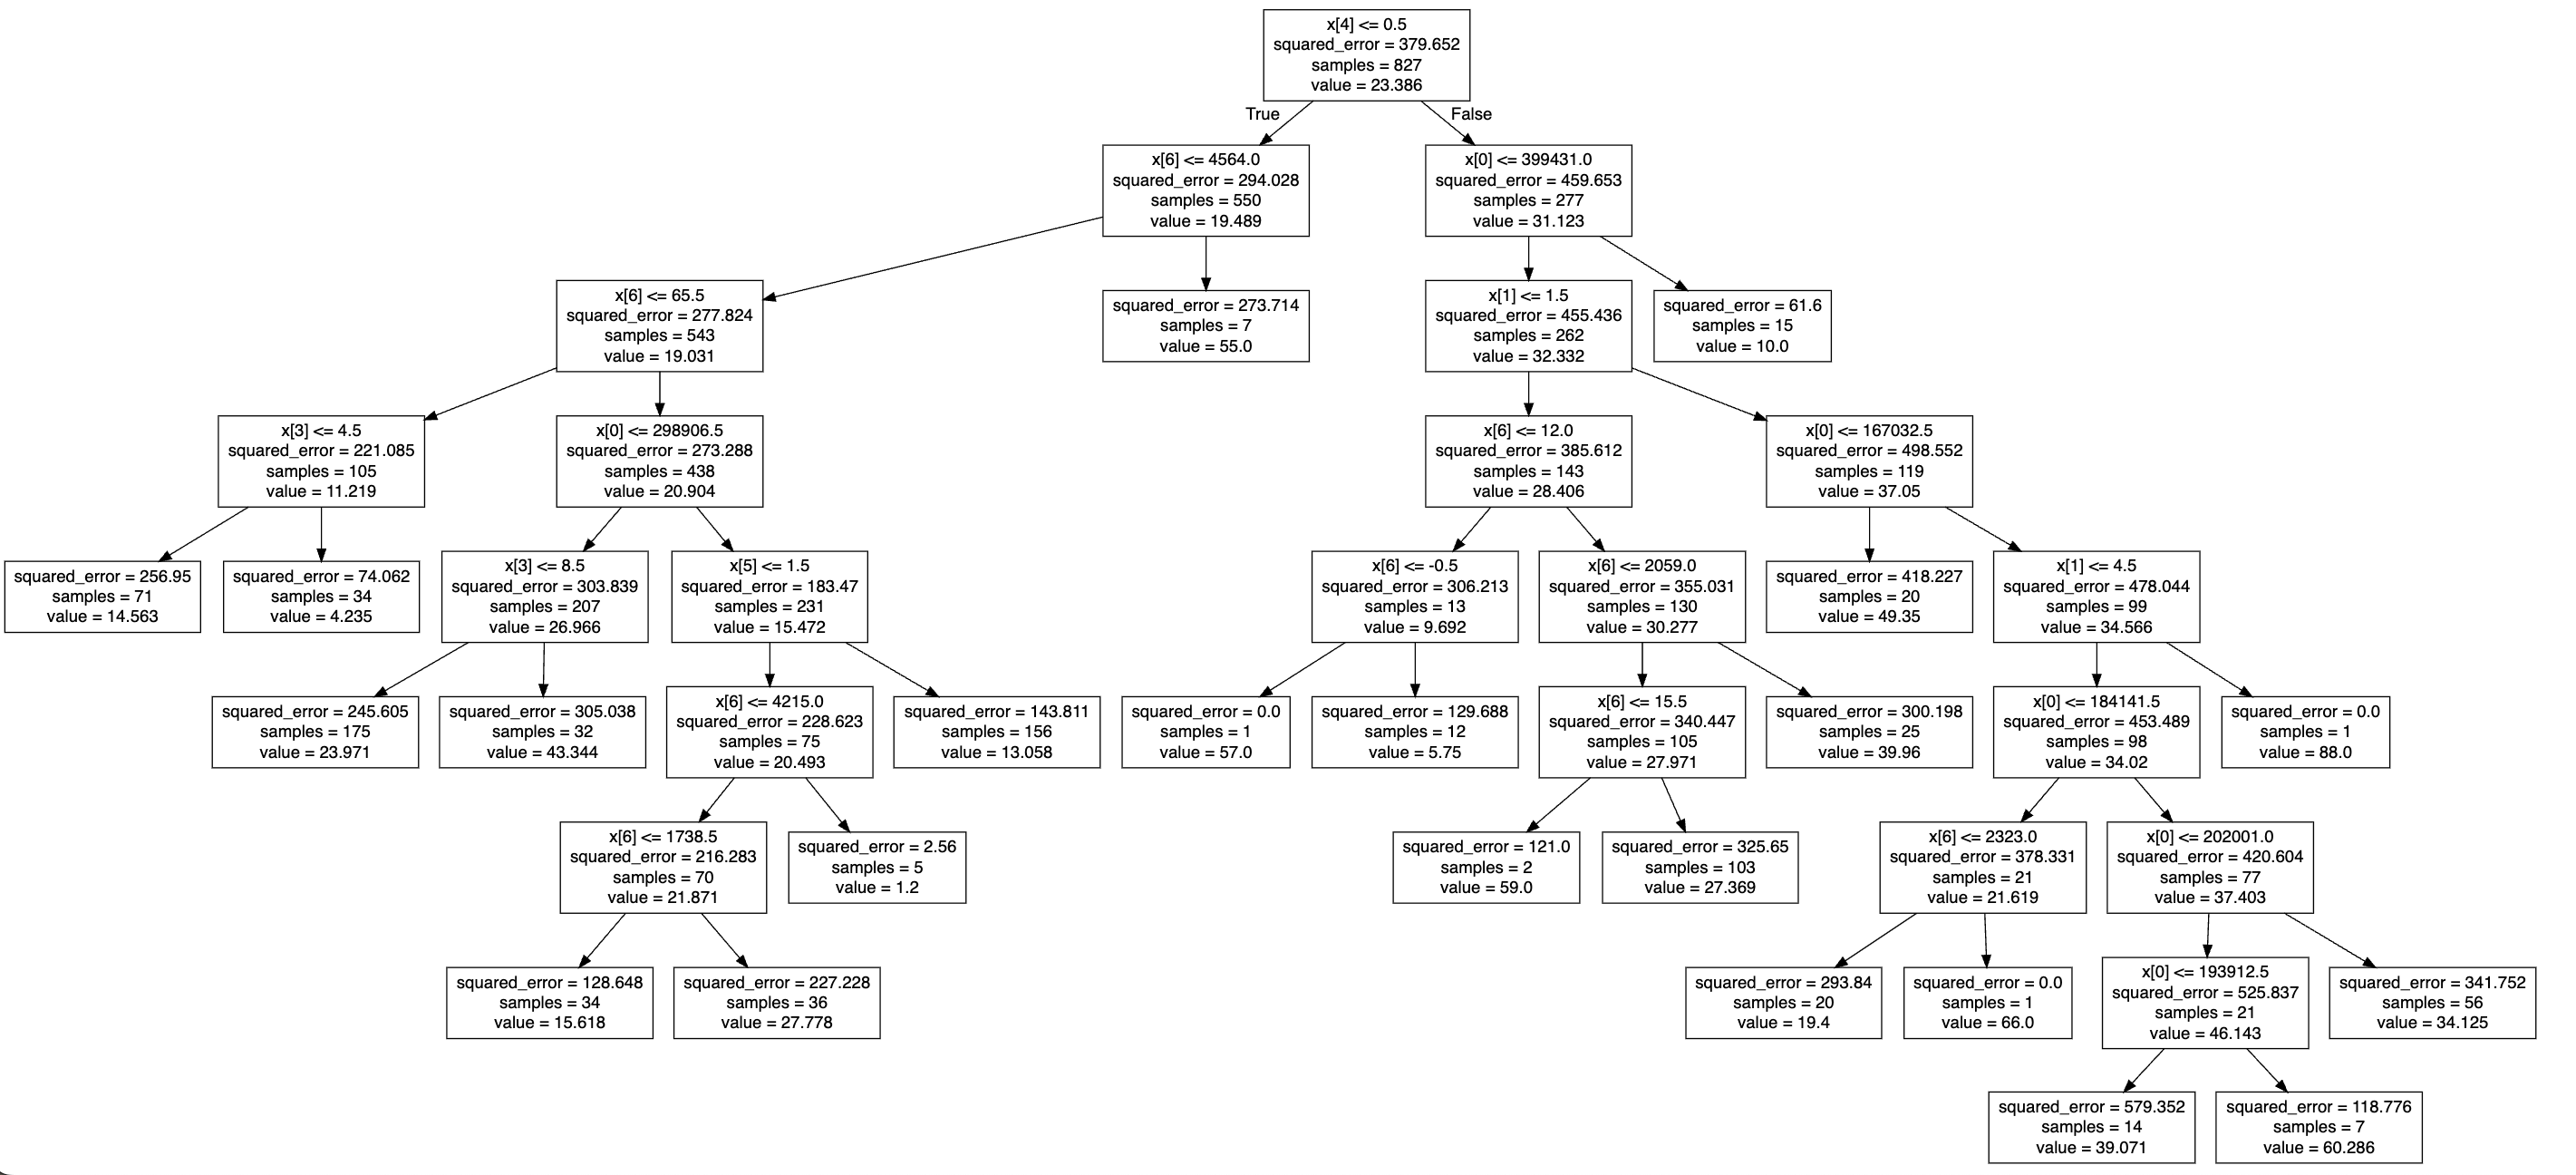 x[4] <= 0.5
squared_error = 379.652
samples = 827
value = 23.386
True
False
x[6] <= 4564.0
squared_error = 294.028
samples = 550
value = 19.489
x[0] <= 399431.0
squared_error = 459.653
samples = 277
value = 31.123
x[6] <= 65.5
squared_error = 277.824
samples = 543
value = 19.031
squared_error = 273.714
samples = 7
value = 55.0
x[1] <= 1.5
squared_error = 455.436
samples = 262
value = 32.332
squared_error = 61.6
samples = 15
value = 10.0
x[3] <= 4.5
squared_error = 221.085
samples = 105
value = 11.219
x[0] <= 298906.5
squared_error = 273.288
samples = 438
value = 20.904
x[6] <= 12.0
squared_error = 385.612
samples = 143
value = 28.406
x[0] <= 167032.5
squared_error = 498.552
samples = 119
value = 37.05
squared_error = 256.95
samples = 71
value = 14.563
squared_error = 74.062
samples = 34
value = 4.235
x[3] <= 8.5
squared_error = 303.839
samples = 207
value = 26.966
x[5] <= 1.5
squared_error = 183.47
samples = 231
value = 15.472
x[6] <= -0.5
squared_error = 306.213
samples = 13
value = 9.692
x[6] <= 2059.0
squared_error = 355.031
samples = 130
value = 30.277
squared_error = 418.227
samples = 20
value = 49.35
x[1] <= 4.5
squared_error = 478.044
samples = 99
value = 34.566
squared_error = 245.605
samples = 175
value = 23.971
squared_error = 305.038
samples = 32
value = 43.344
x[6] <= 4215.0
squared_error = 228.623
samples = 75
value = 20.493
squared_error = 143.811
samples = 156
value = 13.058
squared_error = 0.0
samples = 1
value = 57.0
squared_error = 129.688
samples = 12
value = 5.75
x[6] <= 15.5
squared_error = 340.447
samples = 105
value = 27.971
squared_error = 300.198
samples = 25
value = 39.96
x[0] <= 184141.5
squared_error = 453.489
samples = 98
value = 34.02
squared_error = 0.0
samples = 1
value = 88.0
x[6] <= 1738.5
squared_error = 216.283
samples = 70
value = 21.871
squared_error = 2.56
samples = 5
value = 1.2
squared_error = 121.0
samples = 2
value = 59.0
squared_error = 325.65
samples = 103
value = 27.369
x[6] <= 2323.0
squared_error = 378.331
samples = 21
value = 21.619
x[0] <= 202001.0
squared_error = 420.604
samples = 77
value = 37.403
squared_error = 128.648
samples = 34
value = 15.618
squared_error = 227.228
samples = 36
value = 27.778
squared_error = 293.84
samples = 20
value = 19.4
squared_error = 0.0
samples = 1
value = 66.0
x[0] <= 193912.5
squared_error = 525.837
samples = 21
value = 46.143
squared_error = 341.752
samples = 56
value = 34.125
squared_error = 579.352
samples = 14
value = 39.071
squared_error = 118.776
samples = 7
value = 60.286